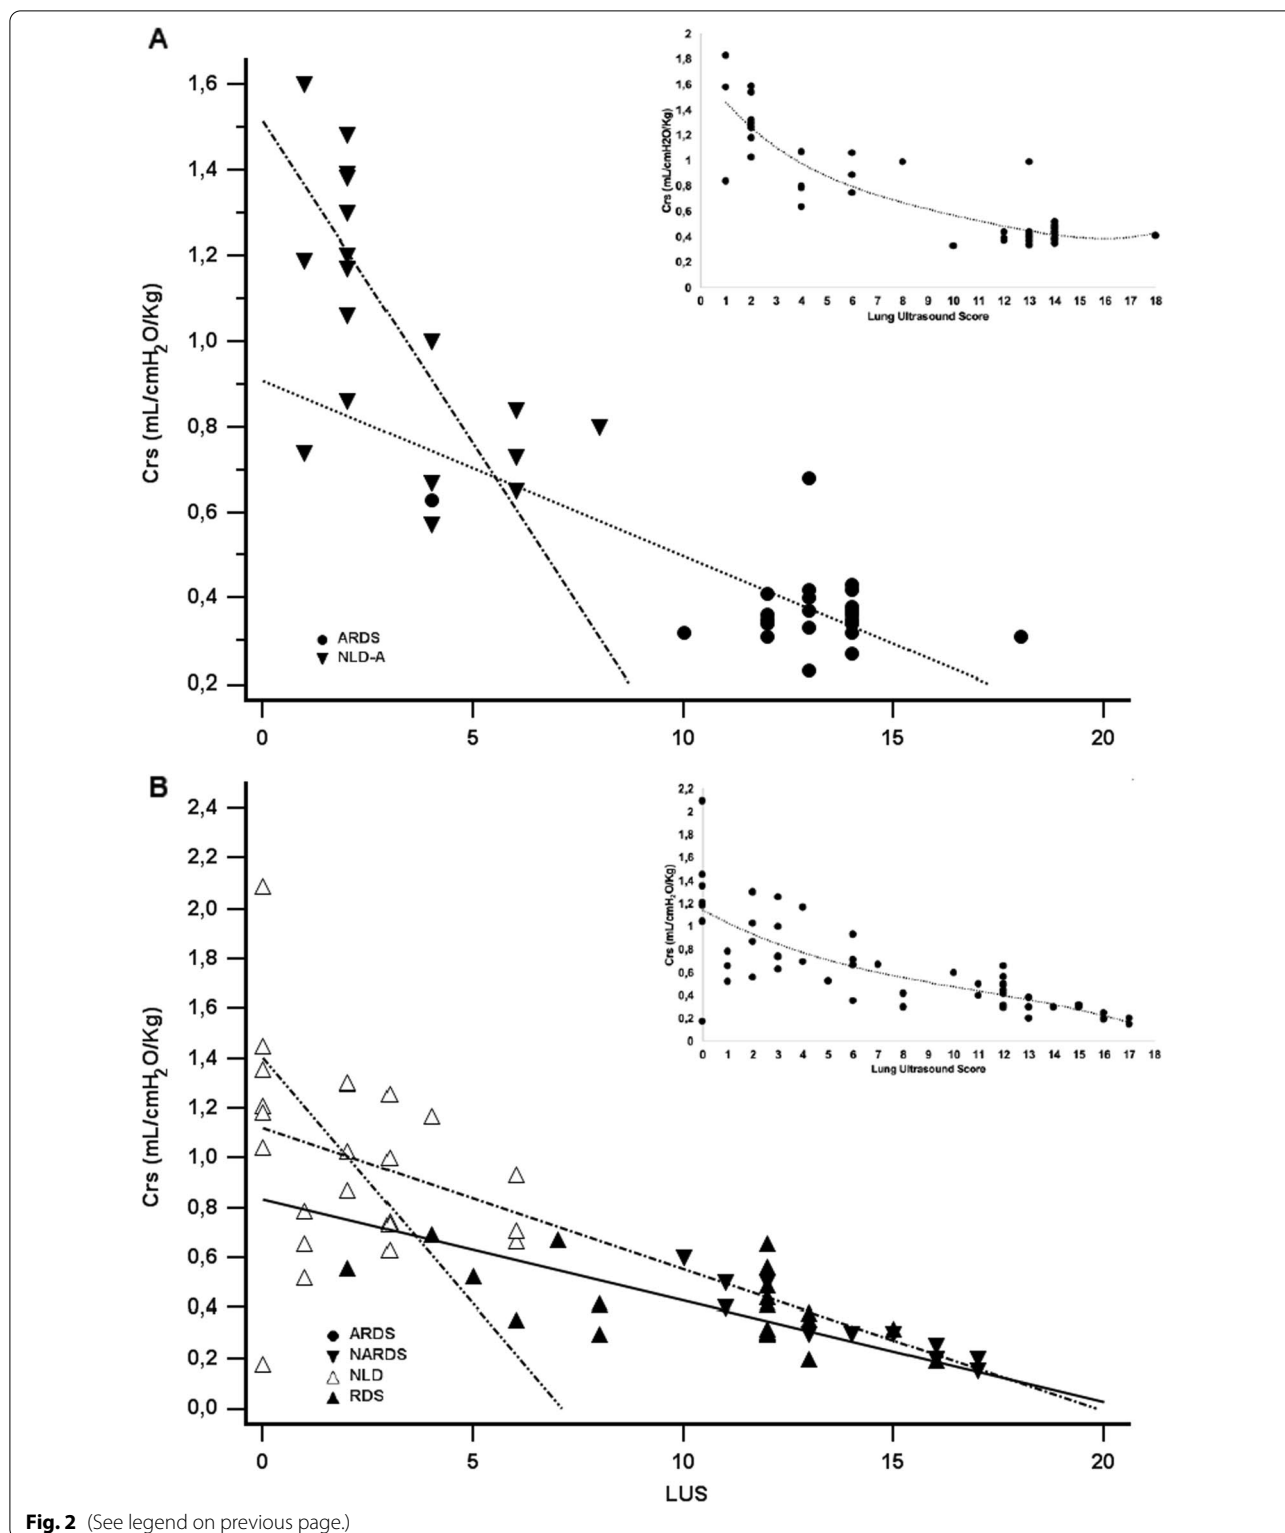 A
1,6
1,4
1,2
1,0
0,8
0,6
0,4
0,2
Crs (mL/cmH2O/Kg)
ARDS
NLD-A
0 5 10 15 20
2
1,8
1,6
1,4
1,2
1
0,8
0,6
0,4
0,2
0
Crs (mL/cmH2O/Kg)
0 1 2 3 4 5 6 7 8 9 10 11 12 13 14 15 16 17 18
Lung Ultrasound Score
B
2,4
2,2
2,0
1,8
1,6
1,4
1,2
1,0
0,8
0,6
0,4
0,2
0,0
Crs (mL/cmH2O/Kg)
ARDS
NARDS
NLD
RDS
0 5 10 15 20
LUS
2,2
2
1,8
1,6
1,4
1,2
1
0,8
0,6
0,4
0,2
0
Crs (mL/cmH2O/Kg)
0 1 2 3 4 5 6 7 8 9 10 11 12 13 14 15 16 17 18
Lung Ultrasound Score
Fig. 2 (See legend on previous page.)